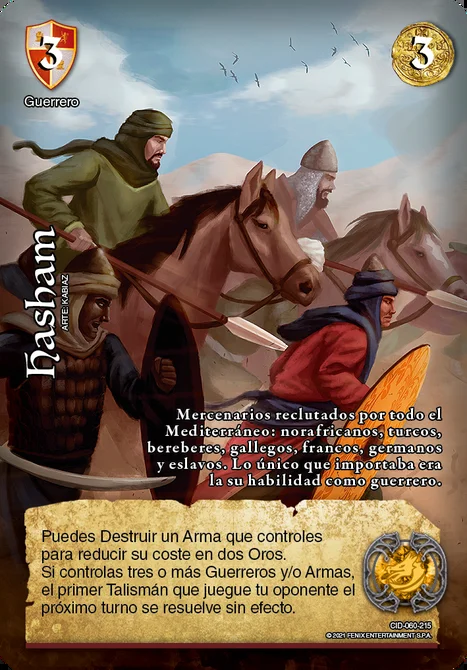 3
3
Guerrero
Hasham
ARTE: KABIAZ
Mercenarios reclutados por todo el
Mediterráneo: norafricanos, turcos,
bereberes, gallegos, francos, germanos
y eslavos. Lo único que importaba era
la su habilidad como guerrero.
Puedes Destruir un Arma que controles
para reducir su coste en dos Oros.
Si controlas tres o más Guerreros y/o Armas,
el primer Talismán que juegue tu oponente el
próximo turno se resuelve sin efecto.
CID-060-215
© 2021 FENIX ENTERTAINMENT S.P.A.